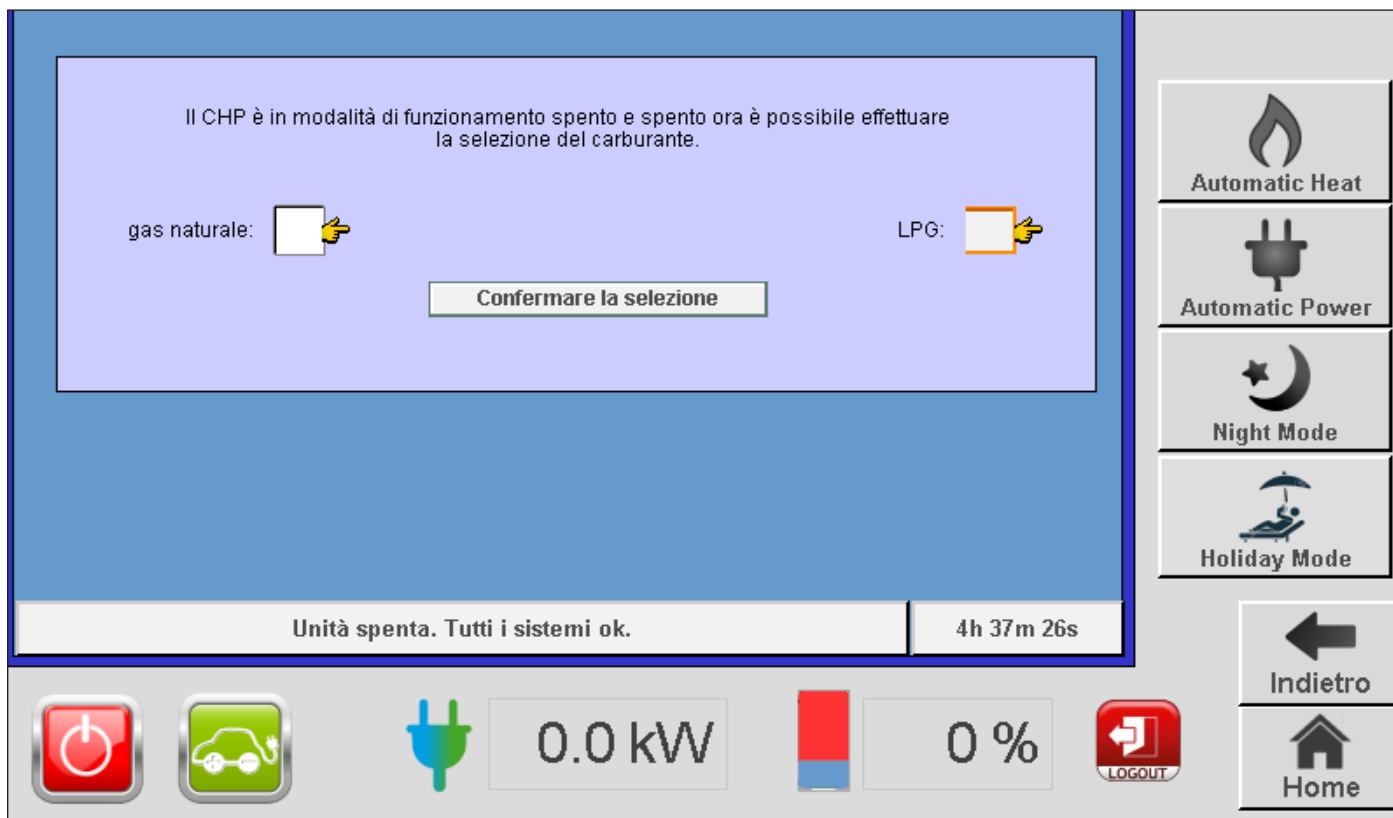 Il CHP è in modalità di funzionamento spento e spento ora è possibile effettuare
la selezione del carburante.
gas naturale:
LPG:
Confermare la selezione
Unità spenta. Tutti i sistemi ok.
4h 37m 26s
Automatic Heat
Automatic Power
Night Mode
Holiday Mode
Indietro
Home
0.0 kW
0 %
LOGOUT